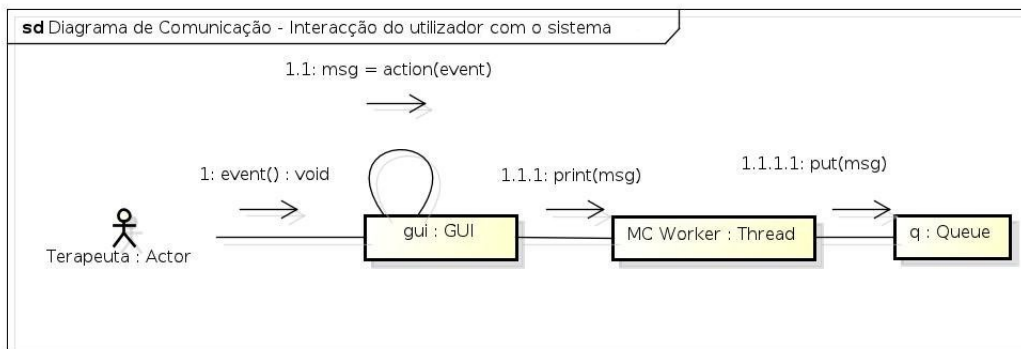 sd Diagrama de Comunicação - Interacção do utilizador com o sistema
1.1: msg = action(event)
1: event() : void
1.1.1: print(msg)
1.1.1.1: put(msg)
gui : GUI
MC Worker : Thread
q : Queue
Terapeuta : Actor